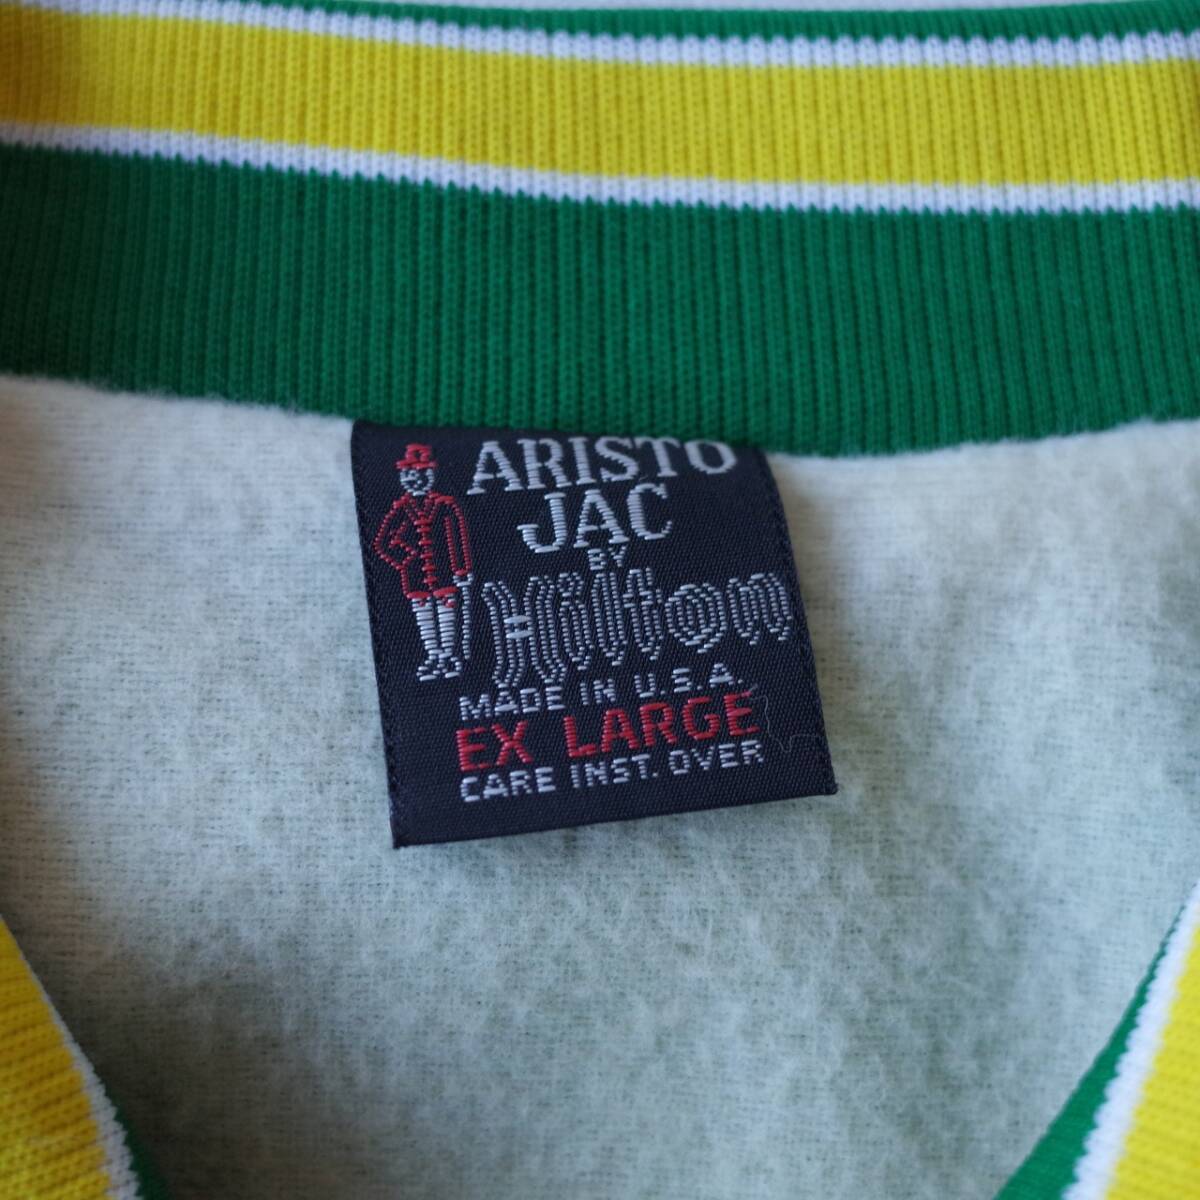 ARISTO
JAC
BY
Hilton
MADE IN U.S.A.
EX LARGE
CARE INST. OVER